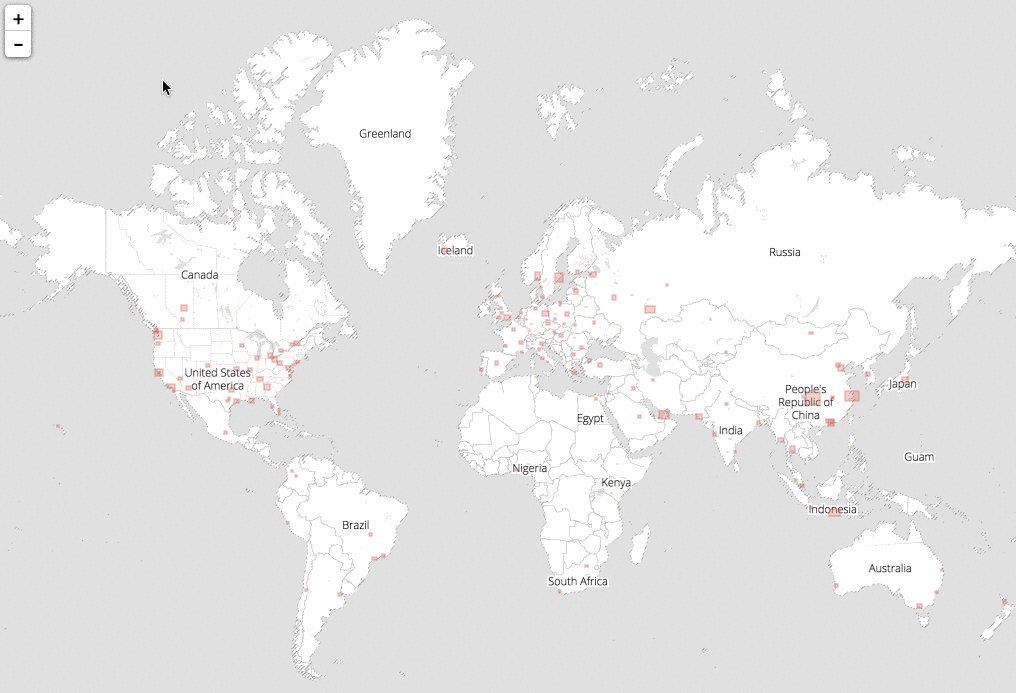 +
−
Greenland
Iceland
Russia
Canada
United States
of America
Japan
People's
Republic of
China
Egypt
India
Guam
Nigeria
Kenya
Indonesia
Brazil
Australia
South Africa